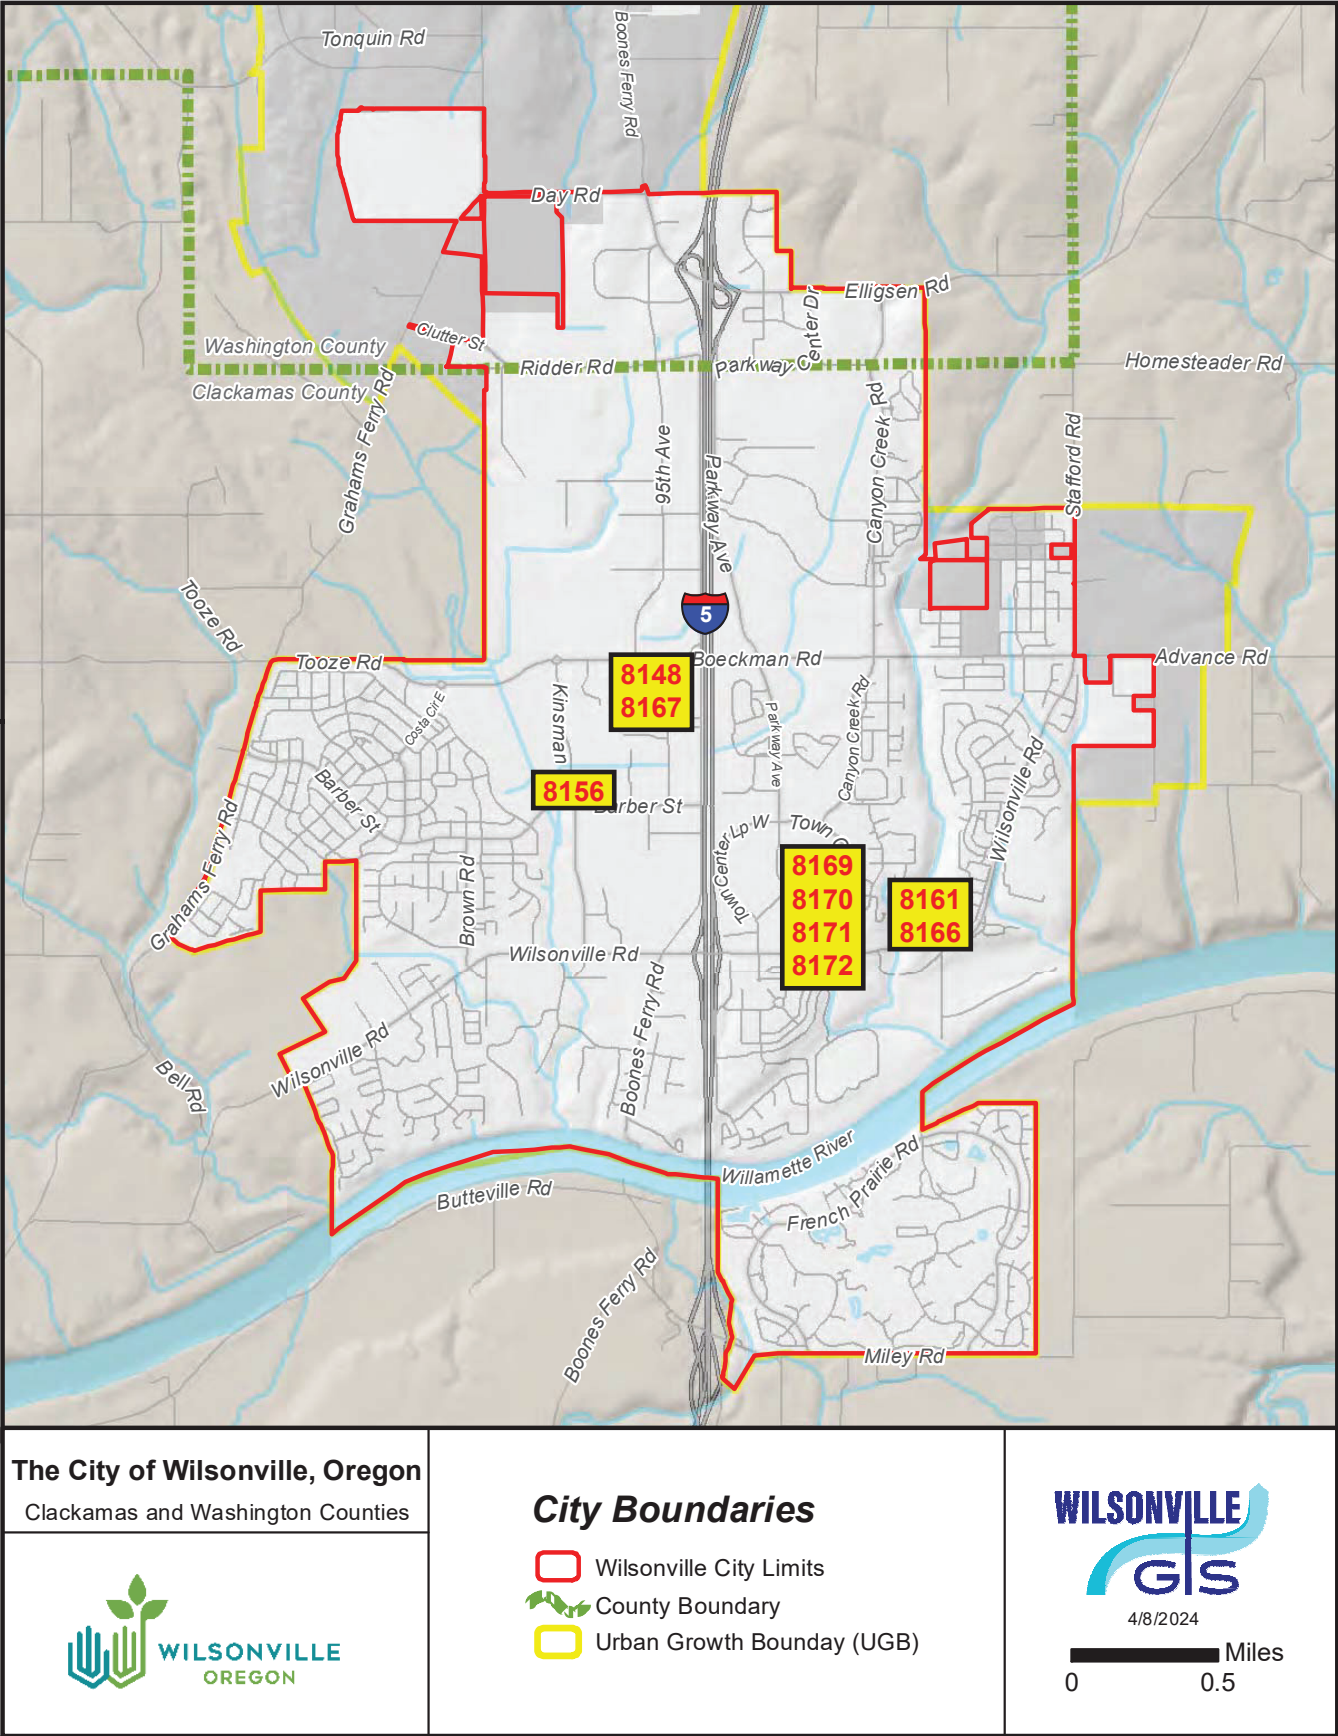 Tonquin Rd
Boones Ferry Rd
Day Rd
Elligsen Rd
Clutter St
Washington County
Clackamas County
Ridder Rd
Parkway Center Dr
Homesteader Rd
Grahams Ferry Rd
95th Ave
Parkway Ave
Canyon Creek Rd
Stafford Rd
5
Tooze Rd
Tooze Rd
Boeckman Rd
Advance Rd
8148
8167
Kinsman
Costa Cir E
Parkway Ave
Canyon Creek Rd
Wilsonville Rd
8156
Barber St
Barber St
Town Center Lp W
Town C
Grahams Ferry Rd
Brown Rd
8169
8170
8171
8172
8161
8166
Wilsonville Rd
Boones Ferry Rd
Wilsonville Rd
Bell Rd
Willamette River
French Prairie Rd
Butteville Rd
Boones Ferry Rd
Miley Rd
The City of Wilsonville, Oregon
Clackamas and Washington Counties
WILSONVILLE
OREGON
City Boundaries
Wilsonville City Limits
County Boundary
Urban Growth Bounday (UGB)
WILSONVILLE
GIS
4/8/2024
Miles
0 0.5